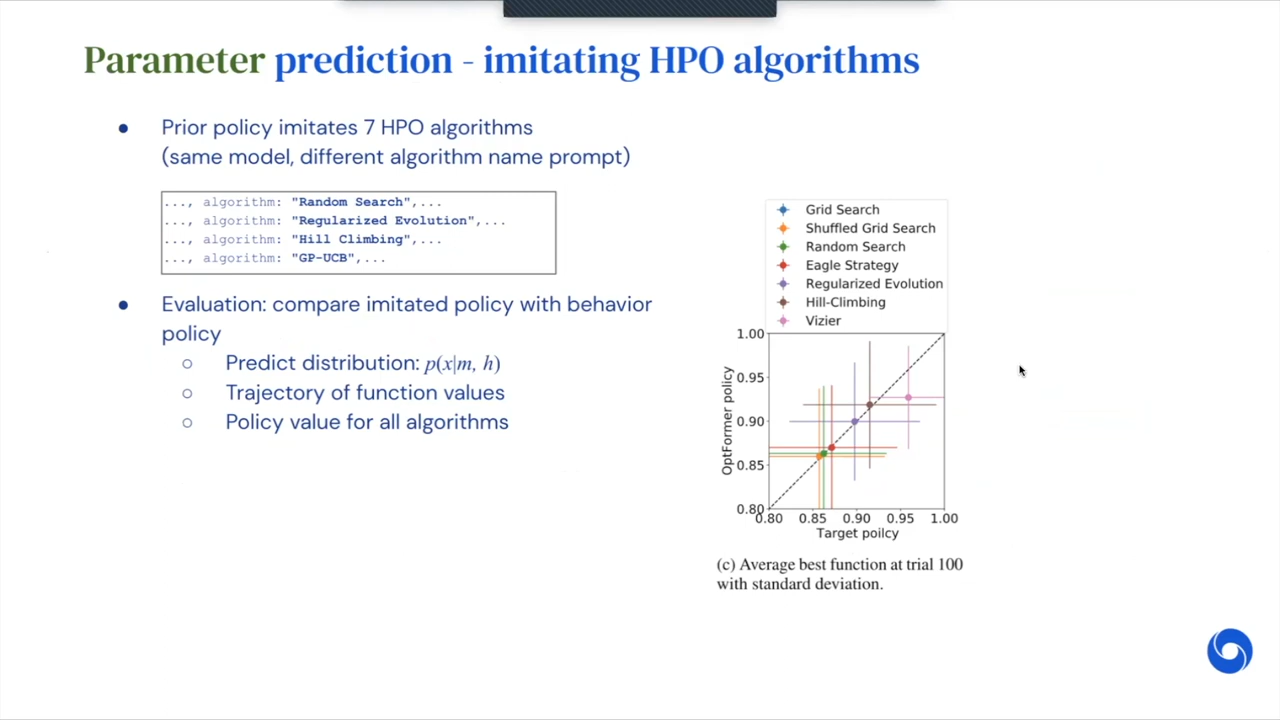 Parameter prediction - imitating HPO algorithms
● Prior policy imitates 7 HPO algorithms
(same model, different algorithm name prompt)
..., algorithm: "Random Search",...
..., algorithm: "Regularized Evolution",...
..., algorithm: "Hill Climbing",...
..., algorithm: "GP-UCB",...
● Evaluation: compare imitated policy with behavior
policy
○ Predict distribution: p(x|m, h)
○ Trajectory of function values
○ Policy value for all algorithms
Grid Search
Shuffled Grid Search
Random Search
Eagle Strategy
Regularized Evolution
Hill-Climbing
Vizier
1.00
0.95
0.90
0.85
0.80
OptFormer policy
0.80 0.85 0.90 0.95 1.00
Target poilcy
(c) Average best function at trial 100
with standard deviation.